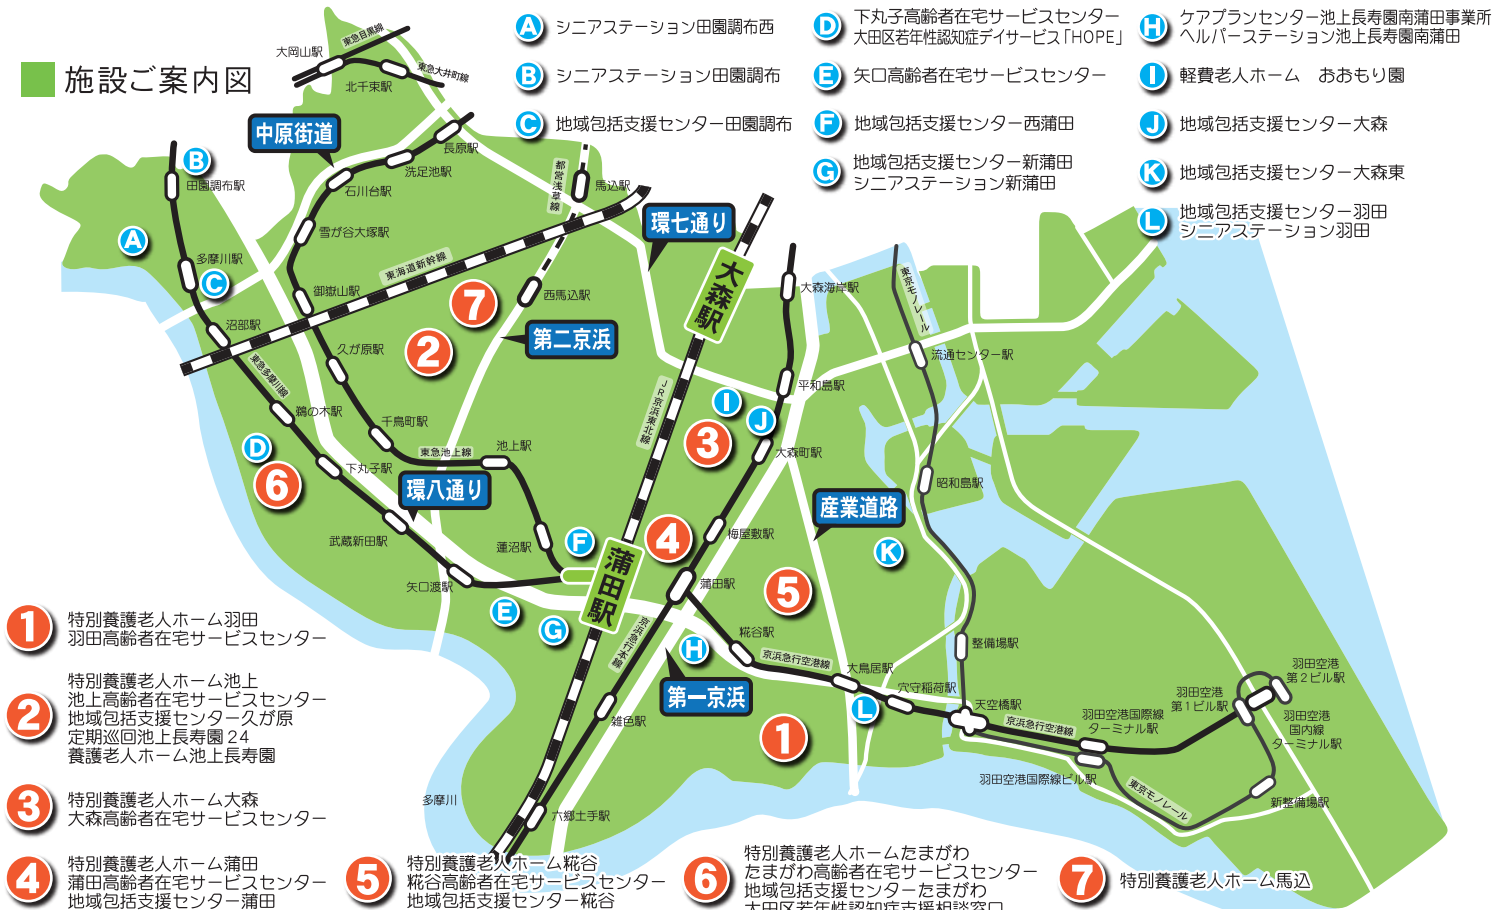 施設ご案内図
A シニアステーション田園調布西
B シニアステーション田園調布
C 地域包括支援センター田園調布
D 下丸子高齢者在宅サービスセンター
大田区若年性認知症デイサービス「HOPE」
E 矢口高齢者在宅サービスセンター
F 地域包括支援センター西蒲田
G 地域包括支援センター新蒲田
シニアステーション新蒲田
H ケアプランセンター池上長寿園南蒲田事業所
ヘルパーステーション池上長寿園南蒲田
I 軽費老人ホーム　おおもり園
J 地域包括支援センター大森
K 地域包括支援センター大森東
L 地域包括支援センター羽田
シニアステーション羽田
大岡山駅
東急目黒線
東急大井町線
北千束駅
中原街道
長原駅
洗足池駅
石川台駅
雪が谷大塚駅
御嶽山駅
B
田園調布駅
A
多摩川駅
C
沼部駅
都営浅草線
馬込駅
環七通り
東海道新幹線
西馬込駅
7
第二京浜
2
久が原駅
東急多摩川線
鵜の木駅
千鳥町駅
東急池上線
池上駅
D
6
下丸子駅
環八通り
武蔵新田駅
矢口渡駅
蓮沼駅
F
蒲田駅
E
G
大森駅
JR京浜東北線
大森海岸駅
東京モノレール
流通センター駅
平和島駅
I
J
3
大森町駅
昭和島駅
産業道路
K
4
梅屋敷駅
蒲田駅
5
糀谷駅
京浜急行本線
H
京浜急行空港線
第一京浜
雑色駅
大鳥居駅
L
穴守稲荷駅
1
整備場駅
天空橋駅
京浜急行空港線
羽田空港国際線
ターミナル駅
羽田空港
第1ビル駅
羽田空港
第2ビル駅
羽田空港
国内線
ターミナル駅
羽田空港国際線ビル駅
東京モノレール
新整備場駅
多摩川
六郷土手駅
1 特別養護老人ホーム羽田
羽田高齢者在宅サービスセンター
2 特別養護老人ホーム池上
池上高齢者在宅サービスセンター
地域包括支援センター久が原
定期巡回池上長寿園24
養護老人ホーム池上長寿園
3 特別養護老人ホーム大森
大森高齢者在宅サービスセンター
4 特別養護老人ホーム蒲田
蒲田高齢者在宅サービスセンター
地域包括支援センター蒲田
5 特別養護老人ホーム糀谷
糀谷高齢者在宅サービスセンター
地域包括支援センター糀谷
6 特別養護老人ホームたまがわ
たまがわ高齢者在宅サービスセンター
地域包括支援センターたまがわ
大田区若年性認知症支援相談窓口
7 特別養護老人ホーム馬込